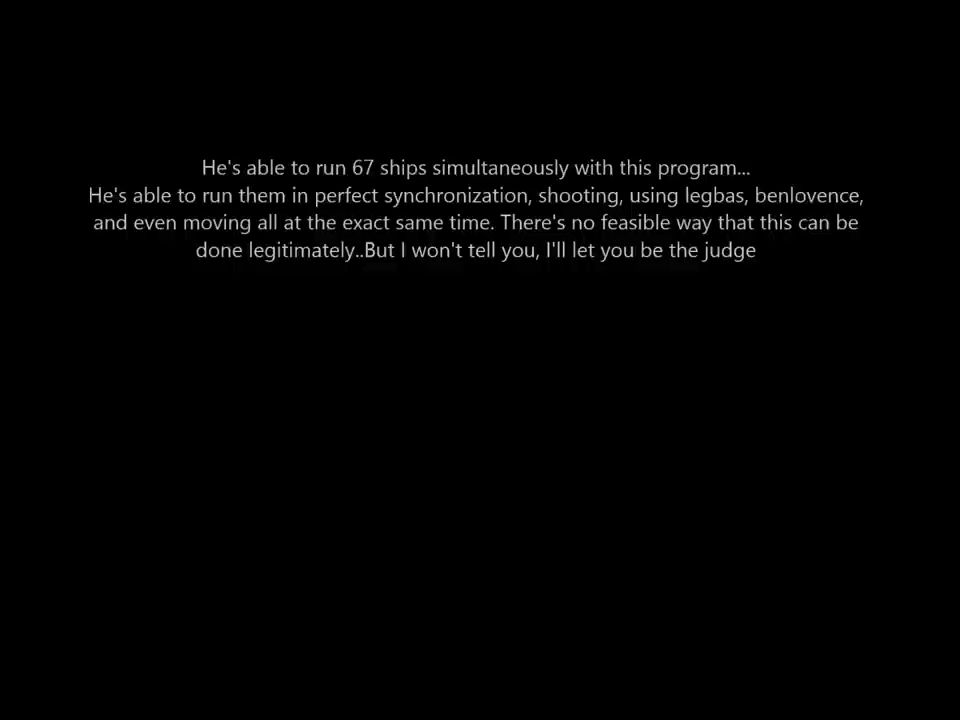 He's able to run 67 ships simultaneously with this program...
He's able to run them in perfect synchronization, shooting, using legbas, benlovence,
and even moving all at the exact same time. There's no feasible way that this can be
done legitimately..But I won't tell you, I'll let you be the judge